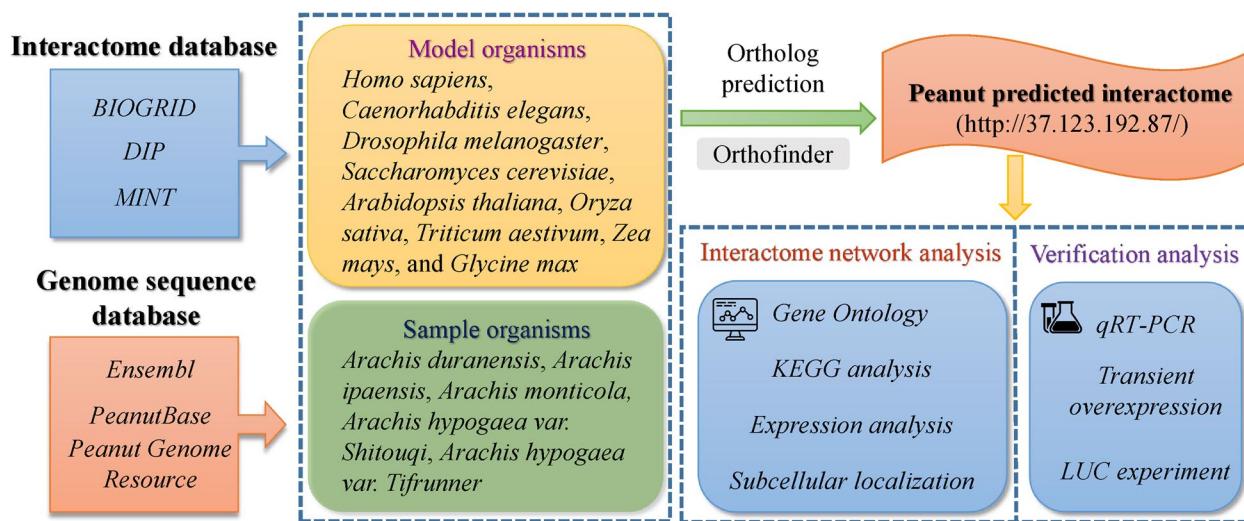 Interactome database
BIOGRID
DIP
MINT
Genome sequence
database
Ensembl
PeanutBase
Peanut Genome
Resource
Model organisms
Homo sapiens,
Caenorhabditis elegans,
Drosophila melanogaster,
Saccharomyces cerevisiae,
Arabidopsis thaliana, Oryza
sativa, Triticum aestivum, Zea
mays, and Glycine max
Sample organisms
Arachis duranensis, Arachis
ipaensis, Arachis monticola,
Arachis hypogaea var.
Shitouqi, Arachis hypogaea
var. Tifrunner
Ortholog
prediction
Orthofinder
Peanut predicted interactome
(http://37.123.192.87/)
Interactome network analysis
Gene Ontology
KEGG analysis
Expression analysis
Subcellular localization
Verification analysis
qRT-PCR
Transient
overexpression
LUC experiment